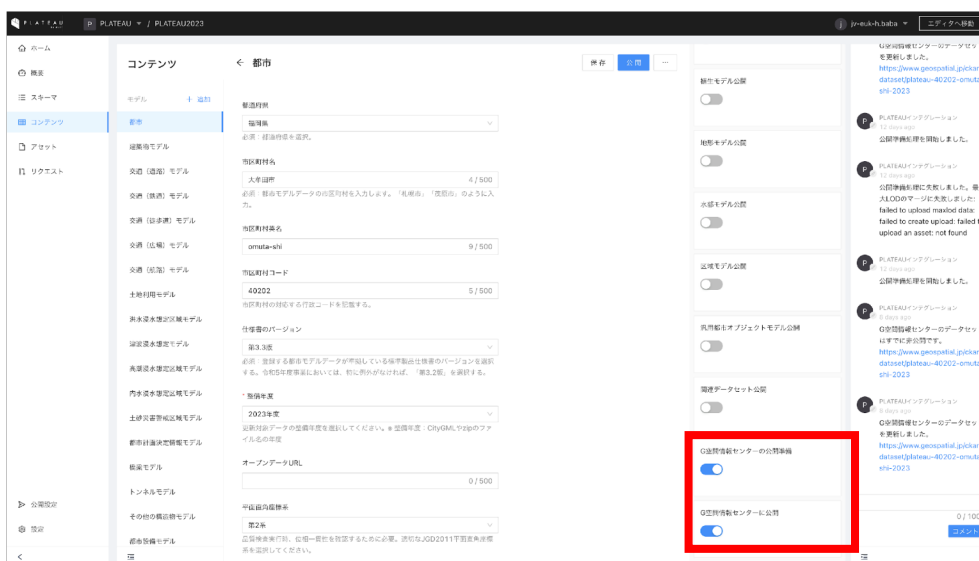 PLATEAU
P PLATEAU / PLATEAU2023
j jv-euk-h.baba
エディタへ移動
ホーム
概要
スキーマ
コンテンツ
アセット
リクエスト
公開設定
設定
コンテンツ
モデル
+ 追加
都市
建築物モデル
交通（道路）モデル
交通（鉄道）モデル
交通（徒歩道）モデル
交通（広場）モデル
交通（航路）モデル
土地利用モデル
洪水浸水想定区域モデル
津波浸水想定モデル
高潮浸水想定区域モデル
内水浸水想定区域モデル
土砂災害警戒区域モデル
都市計画決定情報モデル
橋梁モデル
トンネルモデル
その他の構造物モデル
都市設備モデル
← 都市
保存
公開
...
都道府県
福岡県
必須：都道府県を選択。
市区町村名
大牟田市
4 / 500
必須：都市モデルデータの市区町村を入力します。「札幌市」「茂原市」のように入
力。
市区町村英名
omuta-shi
9 / 500
市区町村コード
40202
5 / 500
市区町村の対応する行政コードを記載する。
仕様書のバージョン
第3.3版
必須：登録する都市モデルデータが準拠している標準製品仕様書のバージョンを選択
する。令和5年度事業においては、特に例外がなければ、「第3.2版」を選択する。
* 整備年度
2023年度
更新対象データの整備年度を選択してください。※ 整備年度：CityGMLやzipのファ
イル名の年度
オープンデータURL
0 / 500
平面直角座標系
第2系
品質検査実行時、位相一貫性を確認するために必要。適切なJGD2011平面直角座標
系を選択してください。
植生モデル公開
地形モデル公開
水部モデル公開
区域モデル公開
汎用都市オブジェクトモデル公開
関連データセット公開
G空間情報センターの公開準備
G空間情報センターに公開
G空間情報センターのデータセッ
を更新しました。
https://www.geospatial.jp/ckan
dataset/plateau-40202-omuta
shi-2023
P PLATEAUインテグレーション
12 days ago
公開準備処理を開始しました。
P PLATEAUインテグレーション
12 days ago
公開準備処理に失敗しました。最
大LODのマージに失敗しました:
failed to upload maxlod data:
failed to create upload: failed t
upload an asset: not found
P PLATEAUインテグレーション
12 days ago
公開準備処理を開始しました。
P PLATEAUインテグレーション
days ago
G空間情報センターのデータセット
はすでに非公開です。
https://www.geospatial.jp/ckan
dataset/plateau-40202-omuta
shi-2023
P PLATEAUインテグレーション
days ago
G空間情報センターのデータセッ
を更新しました。
https://www.geospatial.jp/ckan
dataset/plateau-40202-omuta
shi-2023
0 / 100
コメント